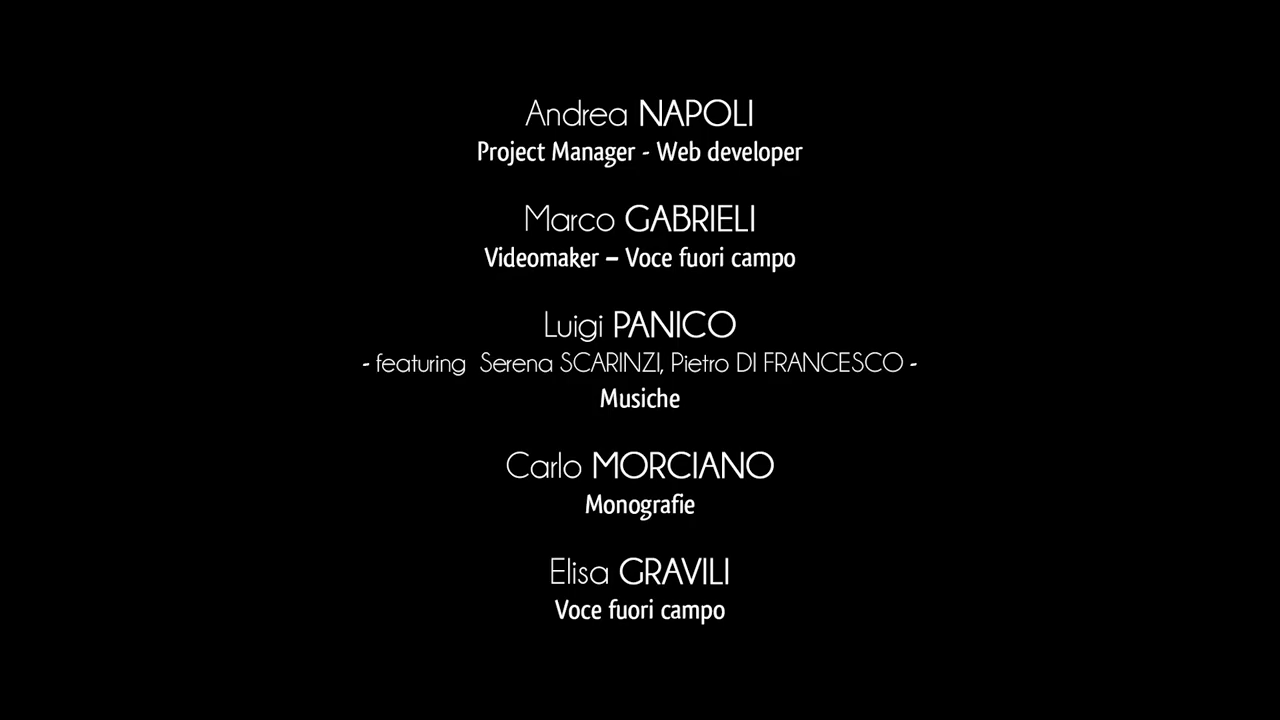 Andrea NAPOLI
Project Manager - Web developer
Marco GABRIELI
Videomaker – Voce fuori campo
Luigi PANICO
- featuring  Serena SCARINZI, Pietro DI FRANCESCO -
Musiche
Carlo MORCIANO
Monografie
Elisa GRAVILI
Voce fuori campo